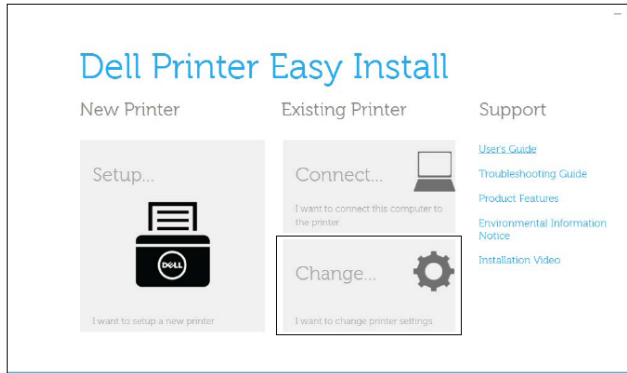 Dell Printer Easy Install
New Printer
Existing Printer
Support
Setup...
DELL
I want to setup a new printer
Connect...
I want to connect this computer to
the printer
Change...
I want to change printer settings
User's Guide
Troubleshooting Guide
Product Features
Environmental Information
Notice
Installation Video